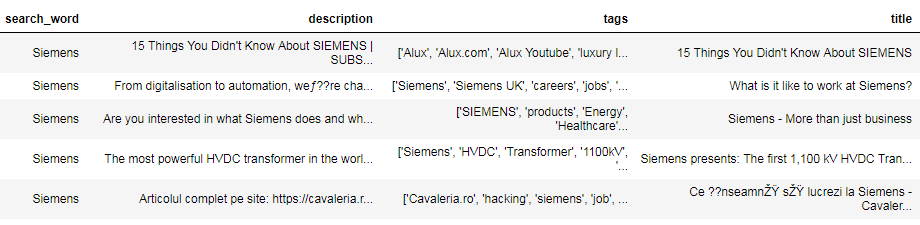 search_word description tags title
Siemens 15 Things You Didn't Know About SIEMENS | SUBS... ['Alux', 'Alux.com', 'Alux Youtube', 'luxury l... 15 Things You Didn't Know About SIEMENS
Siemens From digitalisation to automation, weƒ??re cha... ['Siemens', 'Siemens UK', 'careers', 'jobs', '... What is it like to work at Siemens?
Siemens Are you interested in what Siemens does and wh... ['SIEMENS', 'products', 'Energy', 'Healthcare'... Siemens - More than just business
Siemens The most powerful HVDC transformer in the worl... ['Siemens', 'HVDC', 'Transformer', '1100kV', '... Siemens presents: The first 1,100 kV HVDC Tran...
Siemens Articolul complet pe site: https://cavaleria.r... ['Cavaleria.ro', 'hacking', 'siemens', 'job', ... Ce ??nseamnŽŸ sŽŸ lucrezi la Siemens - Cavaler...